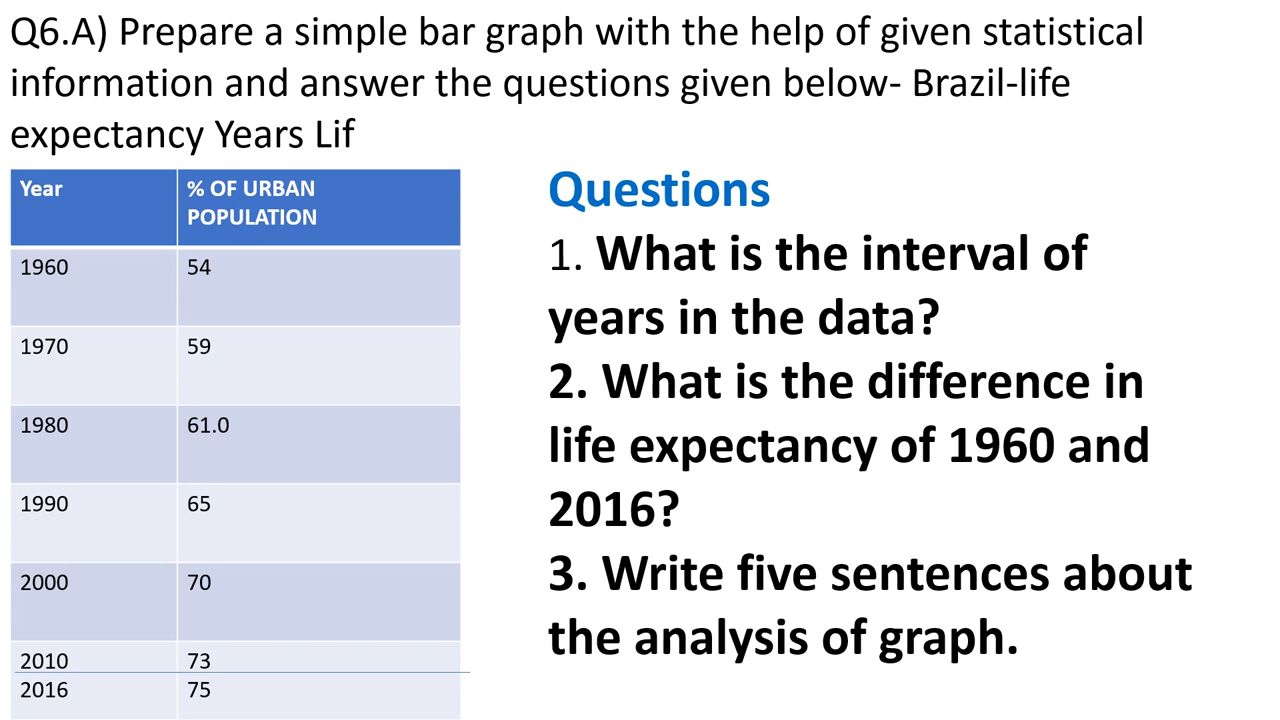 Q6.A) Prepare a simple bar graph with the help of given statistical
information and answer the questions given below- Brazil-life
expectancy Years Lif
Year % OF URBAN
POPULATION
1960 54
1970 59
1980 61.0
1990 65
2000 70
2010 73
2016 75
Questions
1. What is the interval of
years in the data?
2. What is the difference in
life expectancy of 1960 and
2016?
3. Write five sentences about
the analysis of graph.